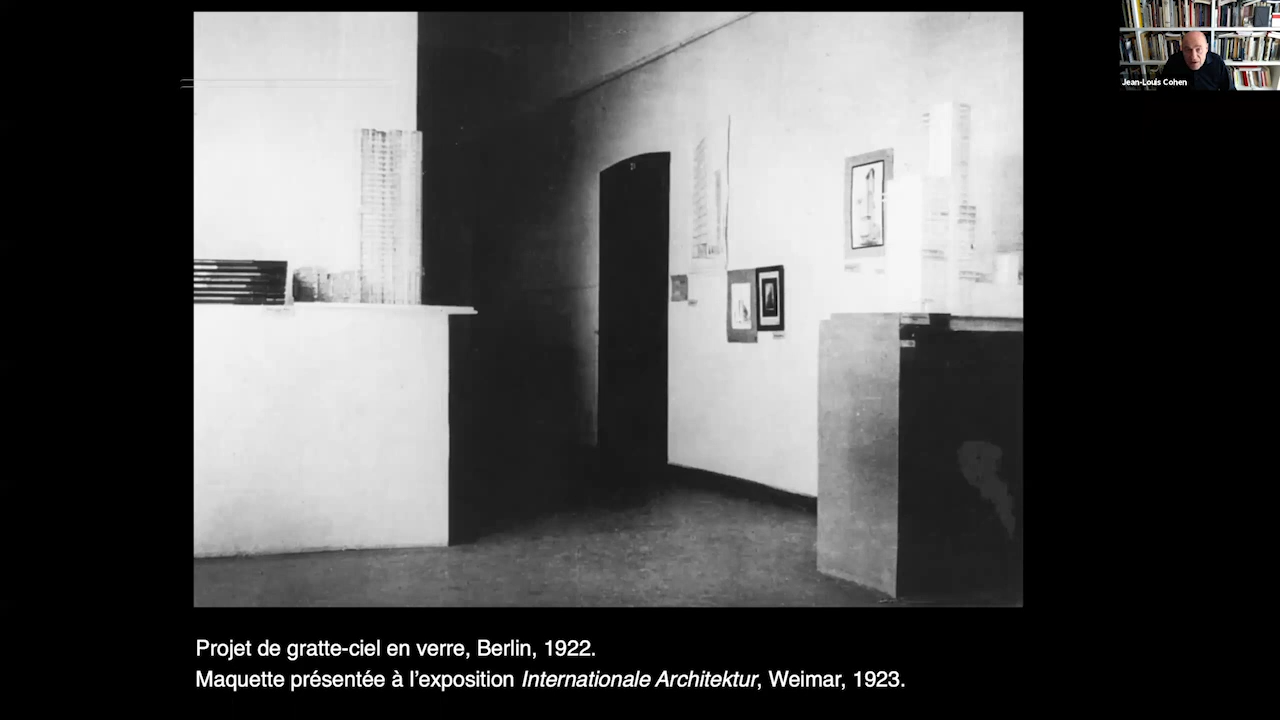 Jean-Louis Cohen
Projet de gratte-ciel en verre, Berlin, 1922.
Maquette présentée à l'exposition Internationale Architektur, Weimar, 1923.